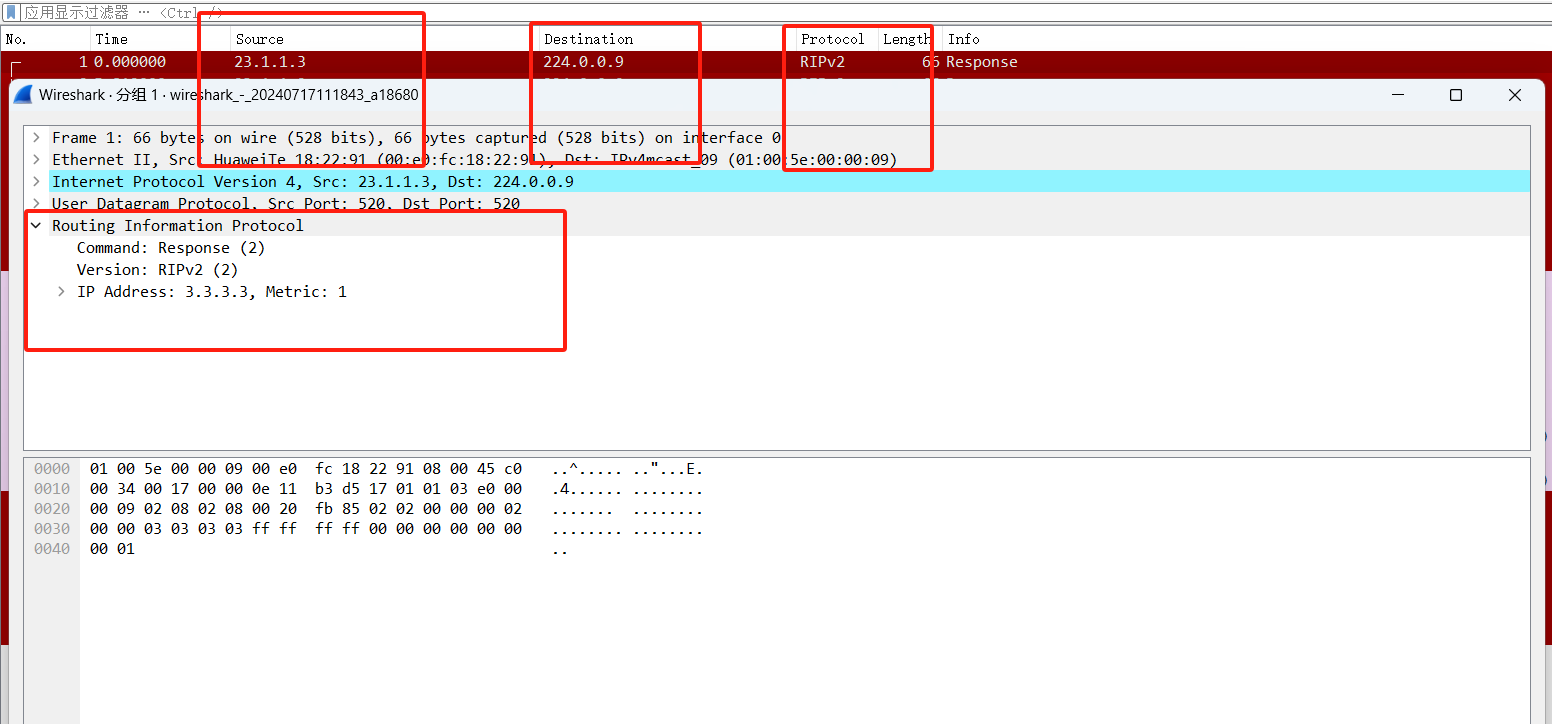 应用显示过滤器 … <Ctrl-/>
No. Time Source Destination Protocol Length Info
1 0.000000 23.1.1.3 224.0.0.9 RIPv2 66 Response
Wireshark · 分组 1 · wireshark_-_20240717111843_a18680
Frame 1: 66 bytes on wire (528 bits), 66 bytes captured (528 bits) on interface 0
Ethernet II, Src: HuaweiTe_18:22:91 (00:e0:fc:18:22:91), Dst: IPv4mcast_09 (01:00:5e:00:00:09)
Internet Protocol Version 4, Src: 23.1.1.3, Dst: 224.0.0.9
User Datagram Protocol, Src Port: 520, Dst Port: 520
Routing Information Protocol
Command: Response (2)
Version: RIPv2 (2)
IP Address: 3.3.3.3, Metric: 1
0000 01 00 5e 00 00 09 00 e0 fc 18 22 91 08 00 45 c0 ..^..... .."...E.
0010 00 34 00 17 00 00 0e 11 b3 d5 17 01 01 03 e0 00 .4...... ........
0020 00 09 02 08 02 08 00 20 fb 85 02 02 00 00 00 02 ....... ........
0030 00 00 03 03 03 03 ff ff ff ff 00 00 00 00 00 00 ........ ........
0040 00 01 ..